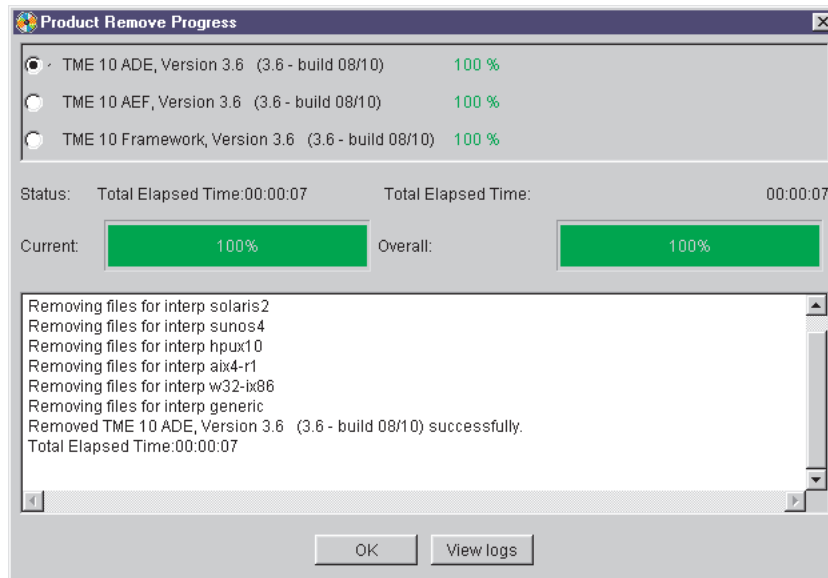 Product Remove Progress
TME 10 ADE, Version 3.6 (3.6 - build 08/10) 100 %
TME 10 AEF, Version 3.6 (3.6 - build 08/10) 100 %
TME 10 Framework, Version 3.6 (3.6 - build 08/10) 100 %
Status: Total Elapsed Time:00:00:07 Total Elapsed Time: 00:00:07
Current: 100% Overall: 100%
Removing files for interp solaris2
Removing files for interp sunos4
Removing files for interp hpux10
Removing files for interp aix4-r1
Removing files for interp w32-ix86
Removing files for interp generic
Removed TME 10 ADE, Version 3.6 (3.6 - build 08/10) successfully.
Total Elapsed Time:00:00:07
OK View logs